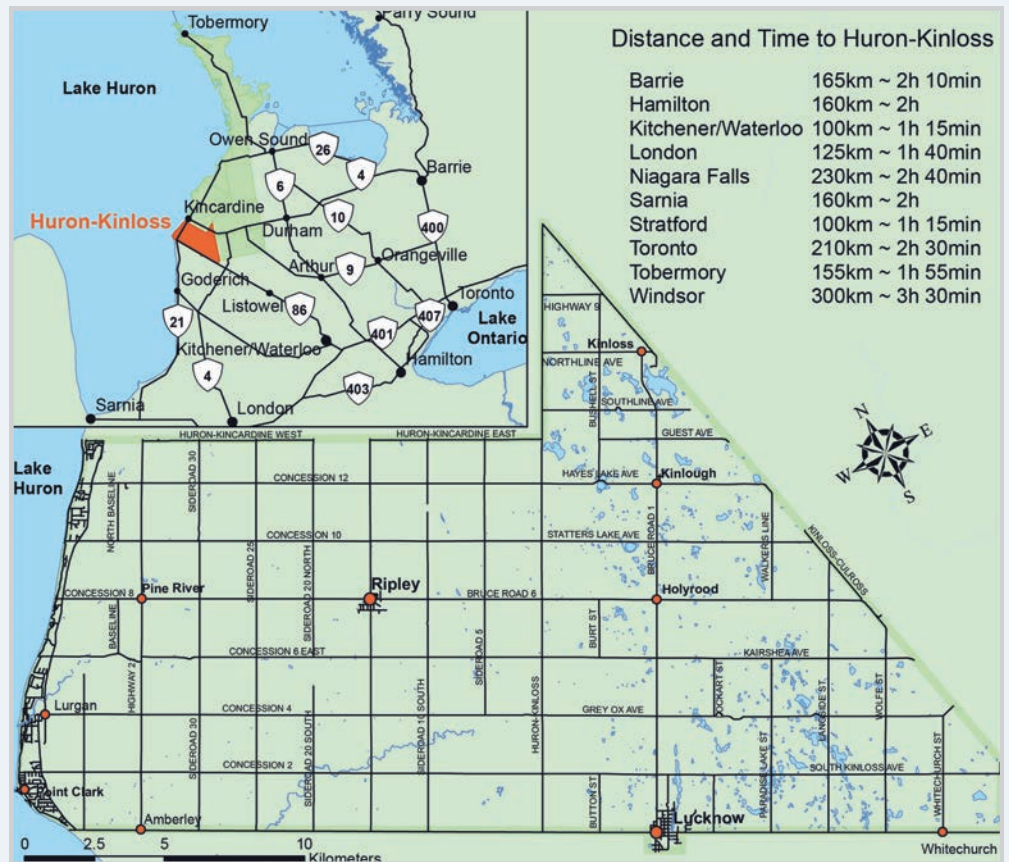 Tobermory
Parry Sound
Lake Huron
Owen Sound
26
4
6
Barrie
10
400
Kincardine
Huron-Kinloss
Durham
Orangeville
Arthur
9
Goderich
Listowel
86
Toronto
407
21
401
Lake
Ontario
Kitchener/Waterloo
4
Hamilton
403
Sarnia
London
Distance and Time to Huron-Kinloss
Barrie 165km ~ 2h 10min
Hamilton 160km ~ 2h
Kitchener/Waterloo 100km ~ 1h 15min
London 125km ~ 1h 40min
Niagara Falls 230km ~ 2h 40min
Sarnia 160km ~ 2h
Stratford 100km ~ 1h 15min
Toronto 210km ~ 2h 30min
Tobermory 155km ~ 1h 55min
Windsor 300km ~ 3h 30min
HIGHWAY 9
Kinloss
NORTHLINE AVE
BUSHELL ST
SOUTHLINE AVE
GUEST AVE
N
E
W
S
HURON-KINCARDINE WEST
HURON-KINCARDINE EAST
Lake
Huron
NORTH BASELINE
SIDEROAD 30
CONCESSION 12
HAYES LAKE AVE
Kinlough
CONCESSION 10
STATTERS LAKE AVE
BRUCE ROAD 1
WALKERS LINE
KINLOSS-CULROSS
SIDEROAD 25
SIDEROAD 20 NORTH
CONCESSION 8
Pine River
Ripley
BRUCE ROAD 6
Holyrood
BASELINE
BURT ST
CONCESSION 6 EAST
SIDEROAD 5
KAIRSHEA AVE
HIGHWAY 21
HURON-KINLOSS
LANGSIDE ST
WOLFE ST
Lurgan
CONCESSION 4
GREY OX AVE
SIDEROAD 30
SIDEROAD 20 SOUTH
SIDEROAD 10 SOUTH
PARADISE LAKE ST
WHITECHURCH ST
CONCESSION 2
SOUTH KINLOSS AVE
Point Clark
BUTTON ST
Amberley
Lucknow
Whitechurch
0 2.5 5 10
Kilometers